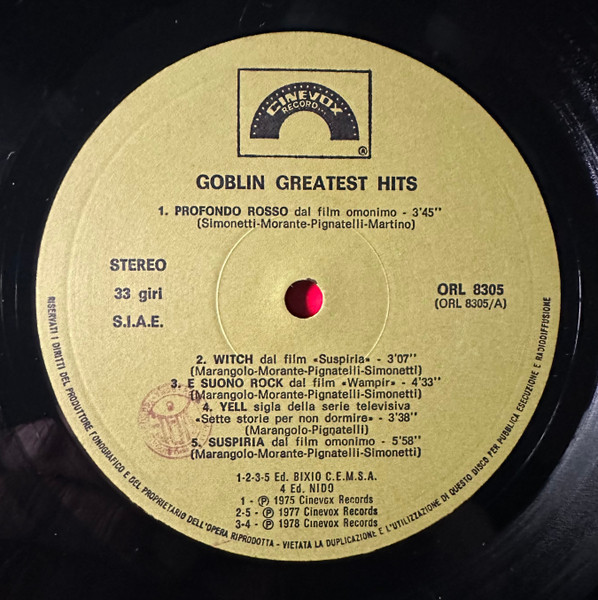 CINEVOX
RECORD...
®
GOBLIN GREATEST HITS
1. PROFONDO ROSSO dal film omonimo - 3'45"
(Simonetti-Morante-Pignatelli-Martino)
STEREO
33 giri
S.I.A.E.
ORL 8305
(ORL 8305/A)
2. WITCH dal film «Suspiria» - 3'07"
(Marangolo-Morante-Pignatelli-Simonetti)
3. E SUONO ROCK dal film «Wampir» - 4'33"
(Marangolo-Morante-Pignatelli-Simonetti)
4. YELL sigla della serie televisiva
«Sette storie per non dormire» - 3'38"
(Marangolo-Pignatelli)
5. SUSPIRIA dal film omonimo - 5'58"
(Marangolo-Morante-Pignatelli-Simonetti)
1-2-3-5 Ed. BIXIO C.E.M.S.A.
4 Ed. NIDO
1 - ℗ 1975 Cinevox Records
2-5 - ℗ 1977 Cinevox Records
3-4 - ℗ 1978 Cinevox Records
RISERVATI I DIRITTI DEL PRODUTTORE FONOGRAFICO E DEL PROPRIETARIO DELL'OPERA RIPRODOTTA - VIETATA LA DUPLICAZIONE E L'UTILIZZAZIONE DI QUESTO DISCO PER PUBBLICA ESECUZIONE E RADIODIFFUSIONE